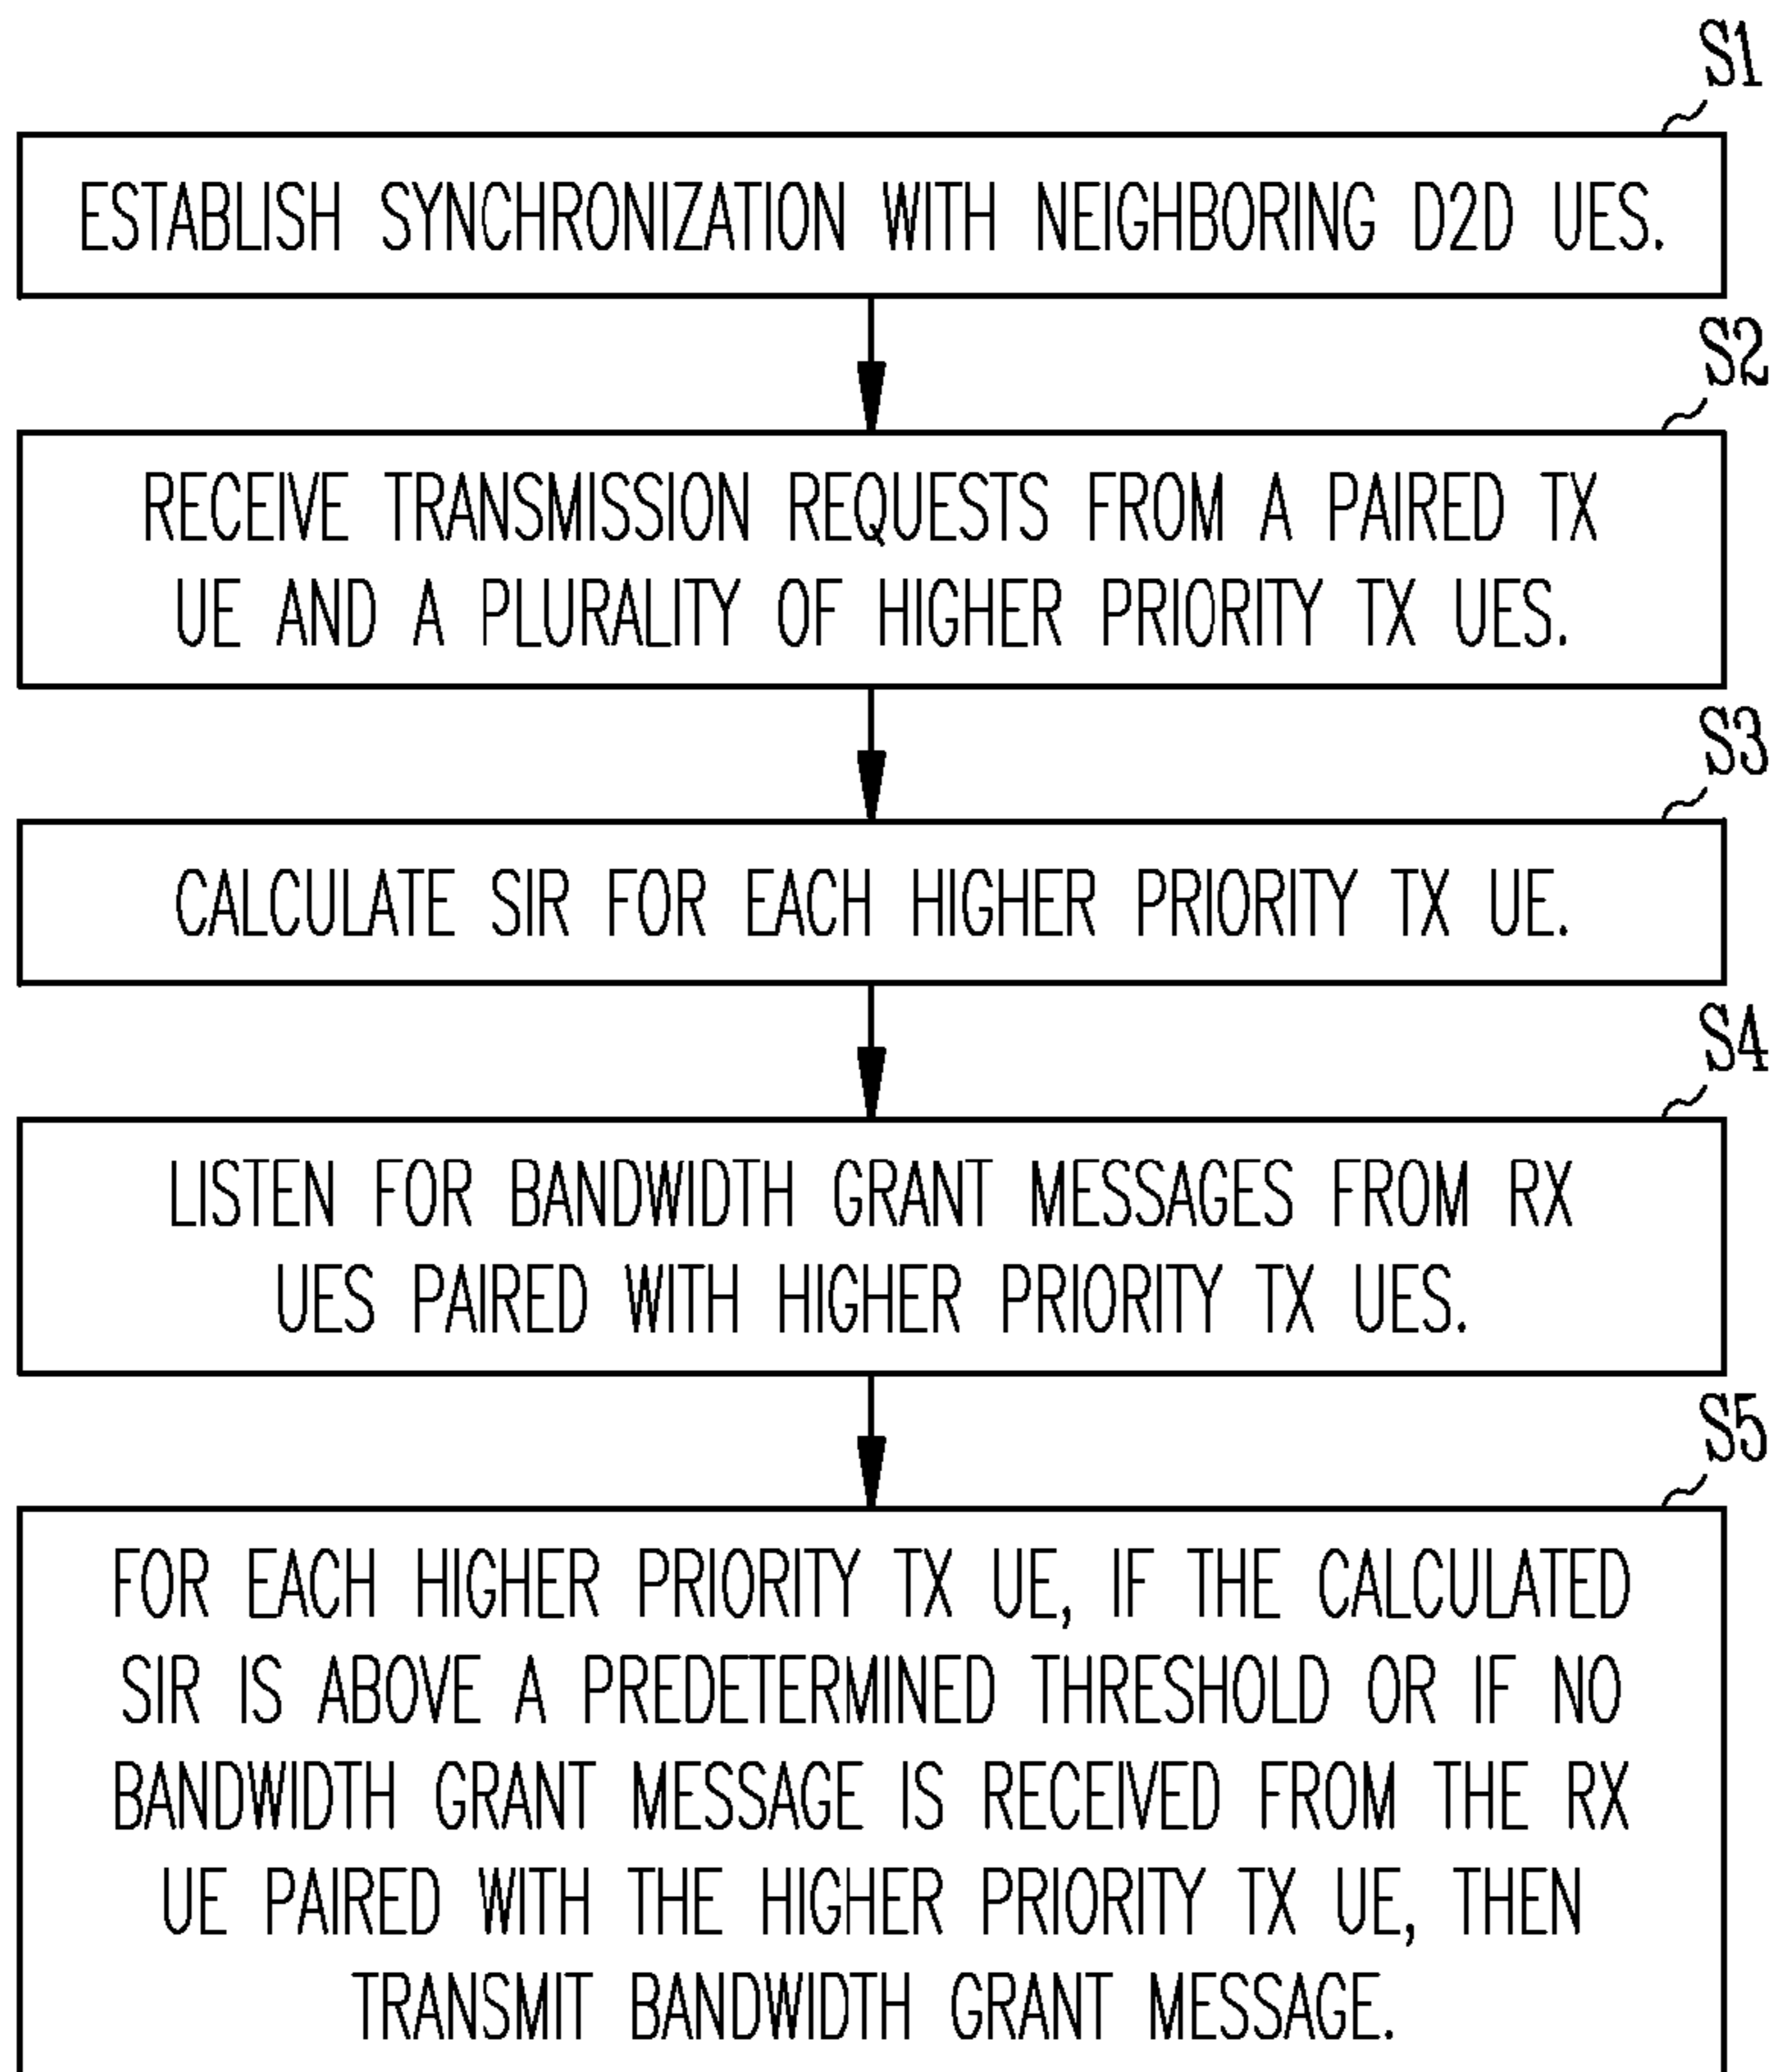 S1
ESTABLISH SYNCHRONIZATION WITH NEIGHBORING D2D UES.
S2
RECEIVE TRANSMISSION REQUESTS FROM A PAIRED TX
UE AND A PLURALITY OF HIGHER PRIORITY TX UES.
S3
CALCULATE SIR FOR EACH HIGHER PRIORITY TX UE.
S4
LISTEN FOR BANDWIDTH GRANT MESSAGES FROM RX
UES PAIRED WITH HIGHER PRIORITY TX UES.
S5
FOR EACH HIGHER PRIORITY TX UE, IF THE CALCULATED
SIR IS ABOVE A PREDETERMINED THRESHOLD OR IF NO
BANDWIDTH GRANT MESSAGE IS RECEIVED FROM THE RX
UE PAIRED WITH THE HIGHER PRIORITY TX UE, THEN
TRANSMIT BANDWIDTH GRANT MESSAGE.